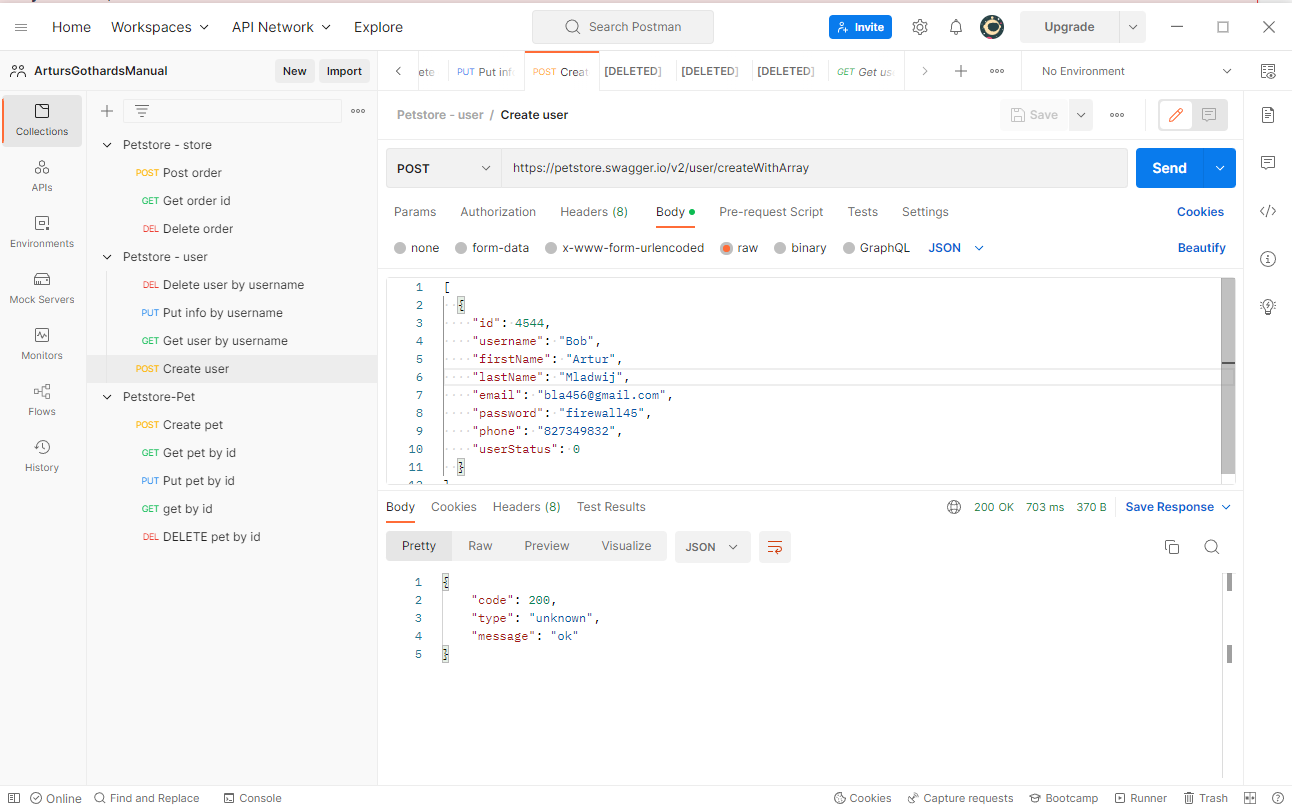 Home Workspaces API Network Explore Search Postman Invite Upgrade
ArtursGothardsManual New Import
ete PUT Put inf POST Creat [DELETED] [DELETED] [DELETED] GET Get us No Environment
Collections
APIs
Environments
Mock Servers
Monitors
Flows
History
Petstore - store
POST Post order
GET Get order id
DEL Delete order
Petstore - user
DEL Delete user by username
PUT Put info by username
GET Get user by username
POST Create user
Petstore-Pet
POST Create pet
GET Get pet by id
PUT Put pet by id
GET get by id
DEL DELETE pet by id
Petstore - user / Create user Save
POST https://petstore.swagger.io/v2/user/createWithArray Send
Params Authorization Headers (8) Body Pre-request Script Tests Settings Cookies
none form-data x-www-form-urlencoded raw binary GraphQL JSON Beautify
1 [
2 {
3 "id": 4544,
4 "username": "Bob",
5 "firstName": "Artur",
6 "lastName": "Mladwij",
7 "email": "bla456@gmail.com",
8 "password": "firewall45",
9 "phone": "827349832",
10 "userStatus": 0
11 }
12 ]
Body Cookies Headers (8) Test Results 200 OK 703 ms 370 B Save Response
Pretty Raw Preview Visualize JSON
1 {
2 "code": 200,
3 "type": "unknown",
4 "message": "ok"
5 }
Online Find and Replace Console Cookies Capture requests Bootcamp Runner Trash